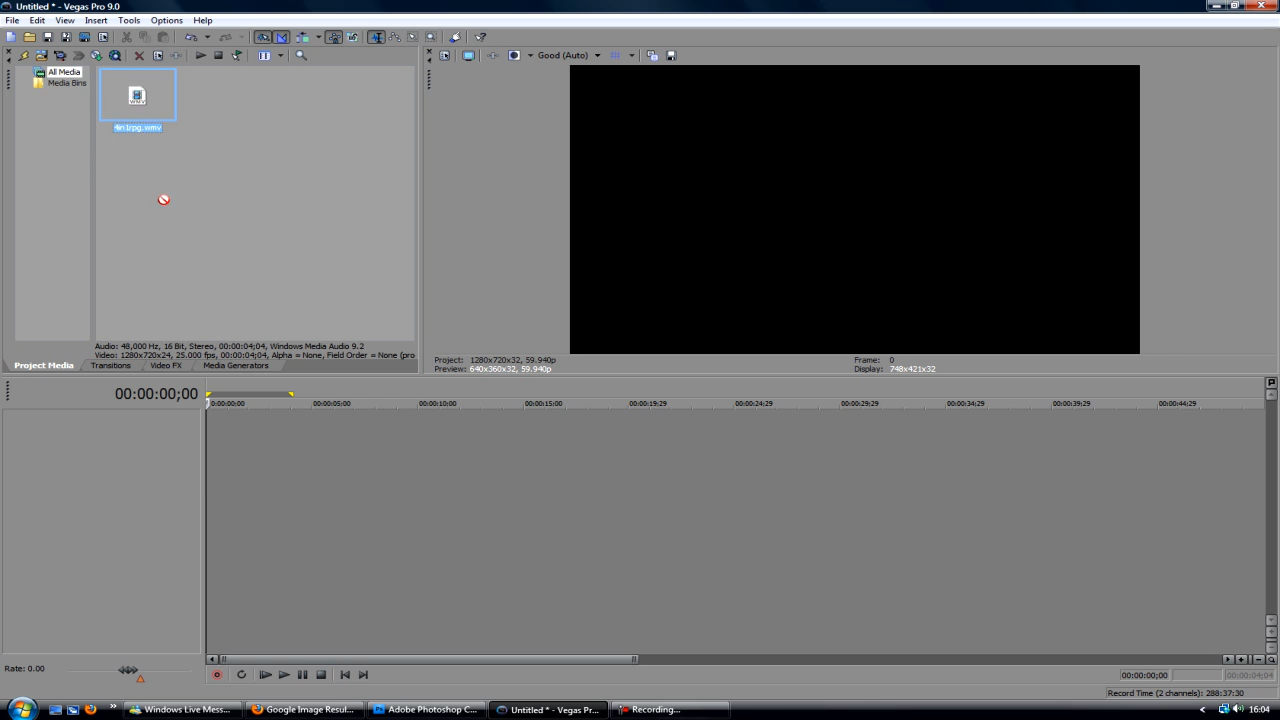 Untitled * - Vegas Pro 9.0
File Edit View Insert Tools Options Help
Good (Auto)
All Media
Media Bins
WMV
4in1rpg.wmv
Audio: 48,000 Hz, 16 Bit, Stereo, 00:00:04;04, Windows Media Audio 9.2
Video: 1280x720x24, 25.000 fps, 00:00:04;04, Alpha = None, Field Order = None (pro
Project Media Transitions Video FX Media Generators
Project: 1280x720x32, 59.940p
Preview: 640x360x32, 59.940p
Frame: 0
Display: 748x421x32
00:00:00;00
0:00:00;00 00:00:05;00 00:00:10;00 00:00:15;00 00:00:19;29 00:00:24;29 00:00:29;29 00:00:34;29 00:00:39;29 00:00:44;29
Rate: 0.00
00:00:00;00 00:00:04;04
Record Time (2 channels): 288:37:30
Windows Live Mess... Google Image Resul... Adobe Photoshop C... Untitled * - Vegas Pr... Recording... 16:04